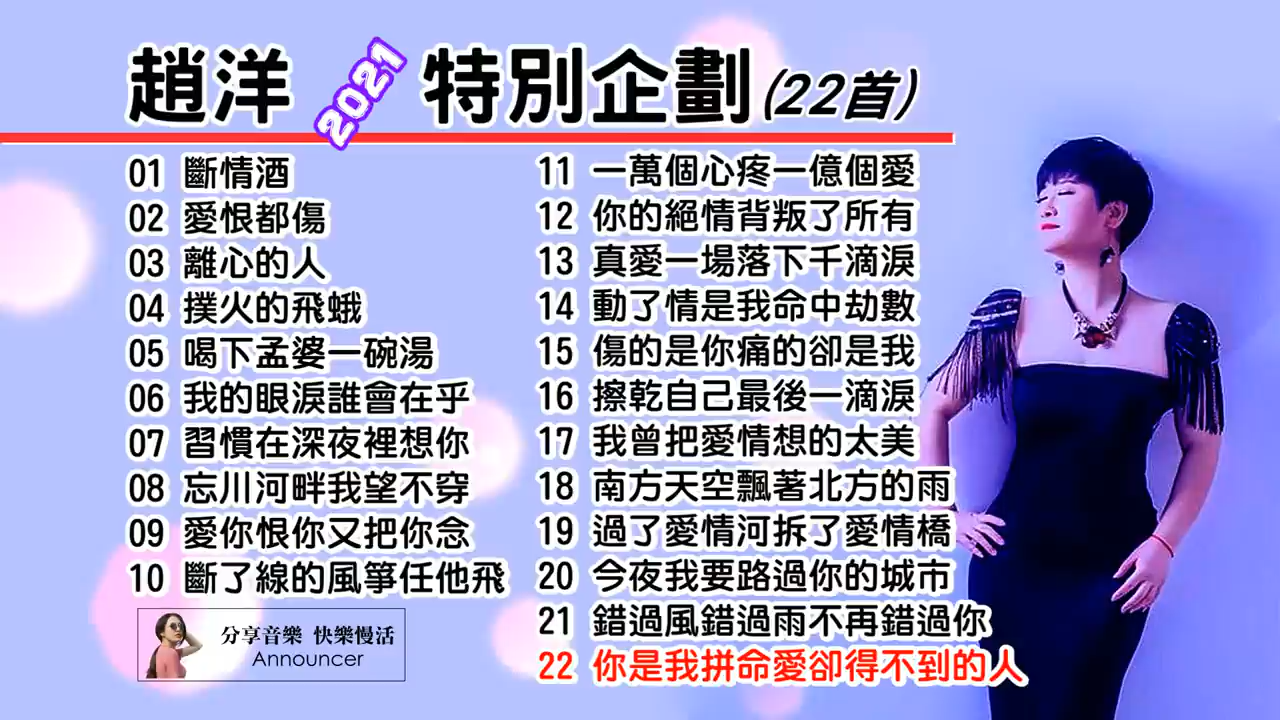 趙洋 2021 特別企劃(22首)
01 斷情酒
02 愛恨都傷
03 離心的人
04 撲火的飛蛾
05 喝下孟婆一碗湯
06 我的眼淚誰會在乎
07 習慣在深夜裡想你
08 忘川河畔我望不穿
09 愛你恨你又把你念
10 斷了線的風箏任他飛
11 一萬個心疼一億個愛
12 你的絕情背叛了所有
13 真愛一場落下千滴淚
14 動了情是我命中劫數
15 傷的是你痛的卻是我
16 擦乾自己最後一滴淚
17 我曾把愛情想的太美
18 南方天空飄著北方的雨
19 過了愛情河拆了愛情橋
20 今夜我要路過你的城市
21 錯過風錯過雨不再錯過你
22 你是我拼命愛卻得不到的人
分享音樂 快樂慢活
Announcer